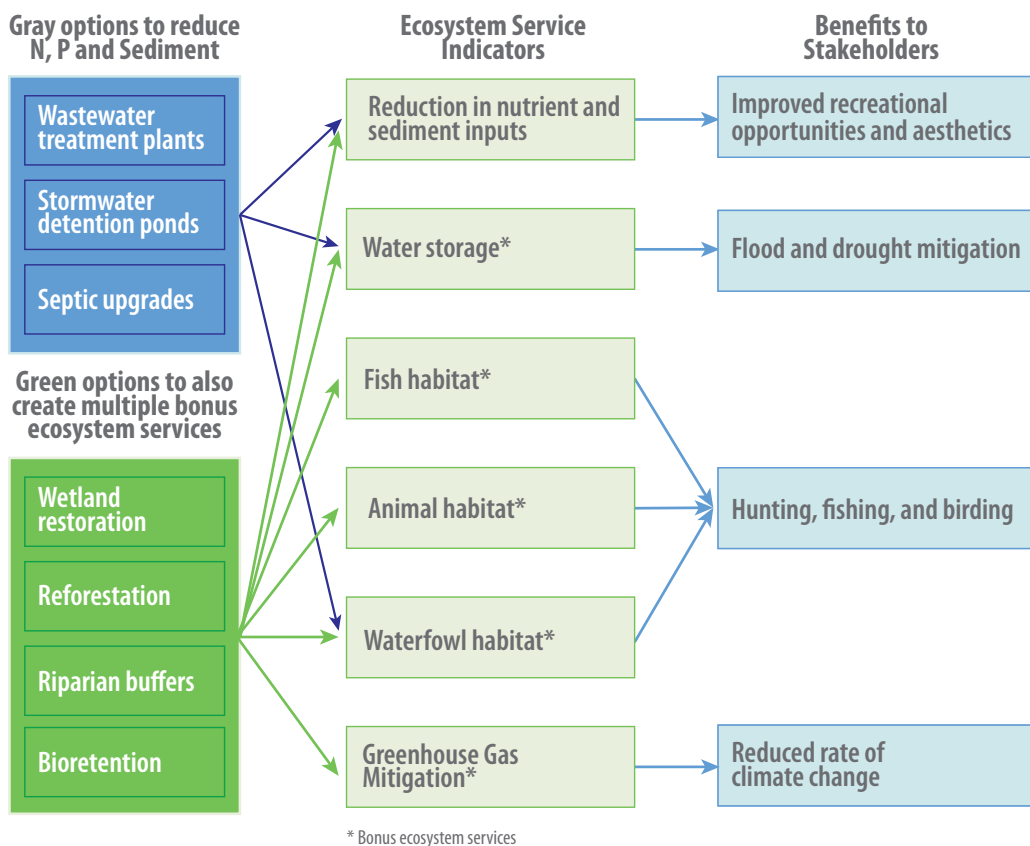 Gray options to reduce
N, P and Sediment
Wastewater
treatment plants
Stormwater
detention ponds
Septic upgrades
Green options to also
create multiple bonus
ecosystem services
Wetland
restoration
Reforestation
Riparian buffers
Bioretention
Ecosystem Service
Indicators
Reduction in nutrient and
sediment inputs
Water storage*
Fish habitat*
Animal habitat*
Waterfowl habitat*
Greenhouse Gas
Mitigation*
* Bonus ecosystem services
Benefits to
Stakeholders
Improved recreational
opportunities and aesthetics
Flood and drought mitigation
Hunting, fishing, and birding
Reduced rate of
climate change